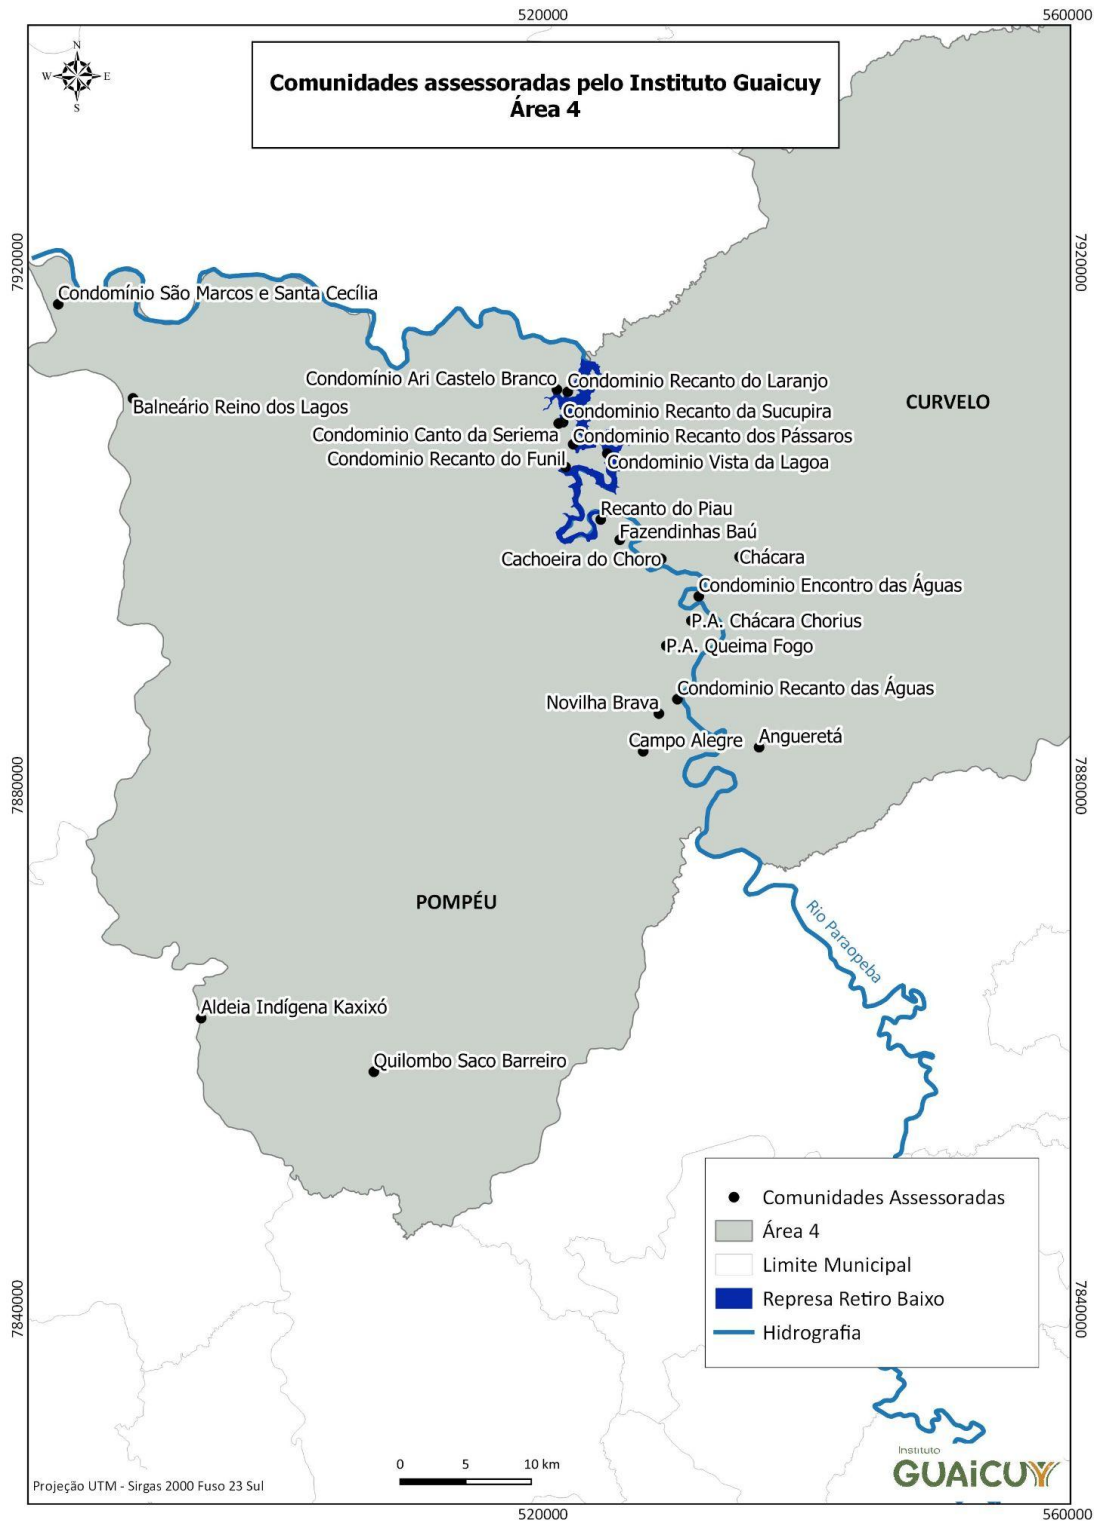 520000
560000
N
W
E
S
Comunidades assessoradas pelo Instituto Guaicuy
Área 4
7920000
7920000
Condomínio São Marcos e Santa Cecília
Condomínio Ari Castelo Branco
Condominio Recanto do Laranjo
Balneário Reino dos Lagos
CURVELO
Condominio Recanto da Sucupira
Condominio Canto da Seriema
Condominio Recanto dos Pássaros
Condominio Recanto do Funil
Condominio Vista da Lagoa
Recanto do Piau
Fazendinhas Baú
Cachoeira do Choro
Chácara
Condominio Encontro das Águas
P.A. Chácara Chorius
P.A. Queima Fogo
Condominio Recanto das Águas
Novilha Brava
Campo Alegre
Angueretá
7880000
7880000
POMPÉU
Rio Paraopeba
Aldeia Indígena Kaxixó
Quilombo Saco Barreiro
Comunidades Assessoradas
Área 4
Limite Municipal
Represa Retiro Baixo
Hidrografia
7840000
7840000
0 5 10 km
Instituto
GUAiCUY
Projeção UTM - Sirgas 2000 Fuso 23 Sul
520000
560000